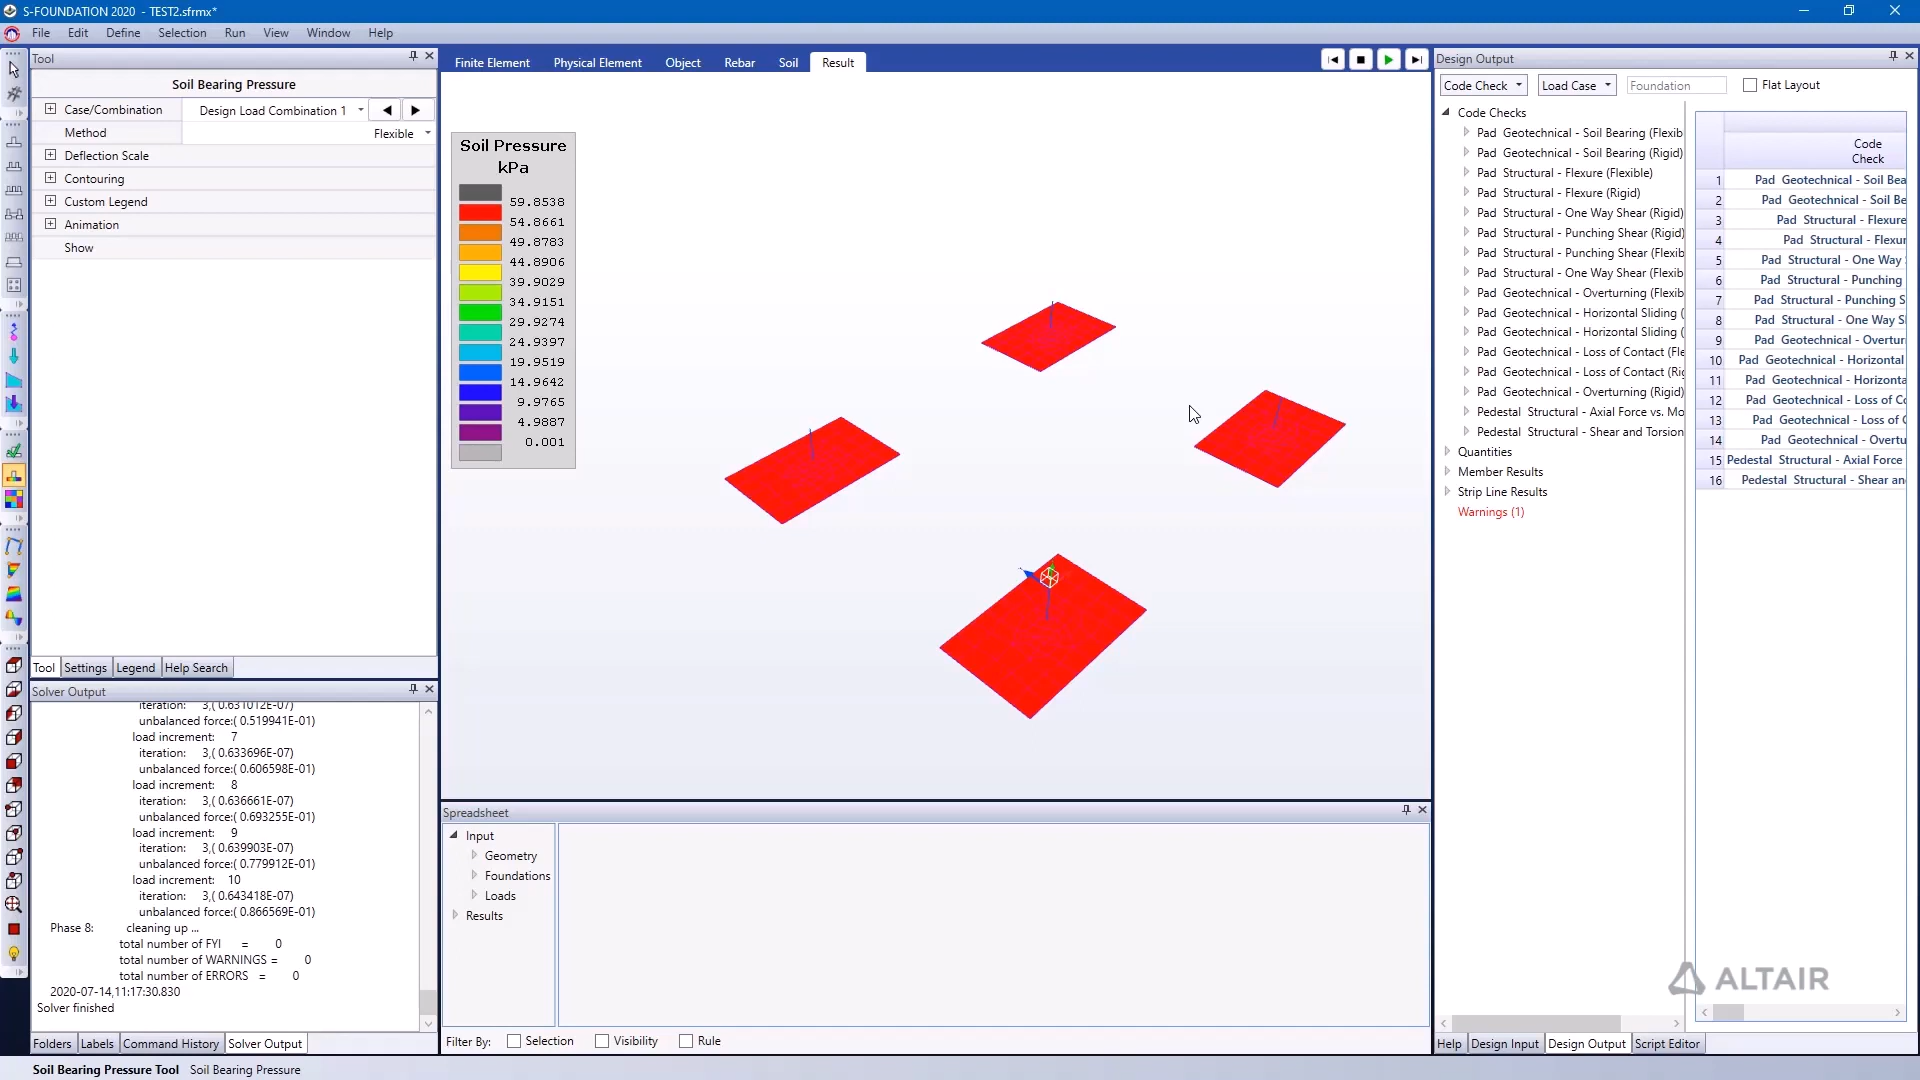 S-FOUNDATION 2020 - TEST2.sfrmx*
File Edit Define Selection Run View Window Help
Tool
Soil Bearing Pressure
Case/Combination Design Load Combination 1
Method Flexible
Deflection Scale
Contouring
Custom Legend
Animation
Show
Tool Settings Legend Help Search
Solver Output
iteration: 3,( 0.631012E-07)
unbalanced force:( 0.519941E-01)
load increment: 7
iteration: 3,( 0.633696E-07)
unbalanced force:( 0.606598E-01)
load increment: 8
iteration: 3,( 0.636661E-07)
unbalanced force:( 0.693255E-01)
load increment: 9
iteration: 3,( 0.639903E-07)
unbalanced force:( 0.779912E-01)
load increment: 10
iteration: 3,( 0.643418E-07)
unbalanced force:( 0.866569E-01)
Phase 8: cleaning up ...
total number of FYI = 0
total number of WARNINGS = 0
total number of ERRORS = 0
2020-07-14,11:17:30.830
Solver finished
Folders Labels Command History Solver Output
Soil Bearing Pressure Tool Soil Bearing Pressure
Finite Element Physical Element Object Rebar Soil Result
Soil Pressure
kPa
59.8538
54.8661
49.8783
44.8906
39.9029
34.9151
29.9274
24.9397
19.9519
14.9642
9.9765
4.9887
0.001
Spreadsheet
Input
Geometry
Foundations
Loads
Results
Filter By: Selection Visibility Rule
Design Output
Code Check Load Case Foundation Flat Layout
Code Checks
Pad Geotechnical - Soil Bearing (Flexib
Pad Geotechnical - Soil Bearing (Rigid)
Pad Structural - Flexure (Flexible)
Pad Structural - Flexure (Rigid)
Pad Structural - One Way Shear (Rigid)
Pad Structural - Punching Shear (Rigid)
Pad Structural - Punching Shear (Flexib
Pad Structural - One Way Shear (Flexib
Pad Geotechnical - Overturning (Flexib
Pad Geotechnical - Horizontal Sliding (
Pad Geotechnical - Horizontal Sliding (
Pad Geotechnical - Loss of Contact (Fle
Pad Geotechnical - Loss of Contact (Rig
Pad Geotechnical - Overturning (Rigid)
Pedestal Structural - Axial Force vs. Mo
Pedestal Structural - Shear and Torsion
Quantities
Member Results
Strip Line Results
Warnings (1)
Code
Check
1 Pad Geotechnical - Soil Bea
2 Pad Geotechnical - Soil Be
3 Pad Structural - Flexure
4 Pad Structural - Flexur
5 Pad Structural - One Way
6 Pad Structural - Punching
7 Pad Structural - Punching S
8 Pad Structural - One Way S
9 Pad Geotechnical - Overtur
10 Pad Geotechnical - Horizontal
11 Pad Geotechnical - Horizonta
12 Pad Geotechnical - Loss of Co
13 Pad Geotechnical - Loss of
14 Pad Geotechnical - Overtu
15 Pedestal Structural - Axial Force
16 Pedestal Structural - Shear an
ALTAIR
Help Design Input Design Output Script Editor